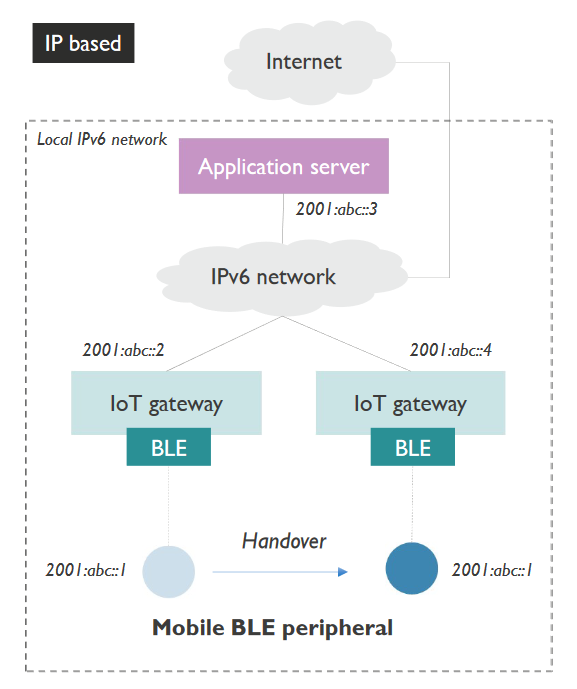 IP based
Internet
Local IPv6 network
Application server
2001:abc::3
IPv6 network
2001:abc::2
2001:abc::4
IoT gateway
IoT gateway
BLE
BLE
Handover
2001:abc::1
2001:abc::1
Mobile BLE peripheral